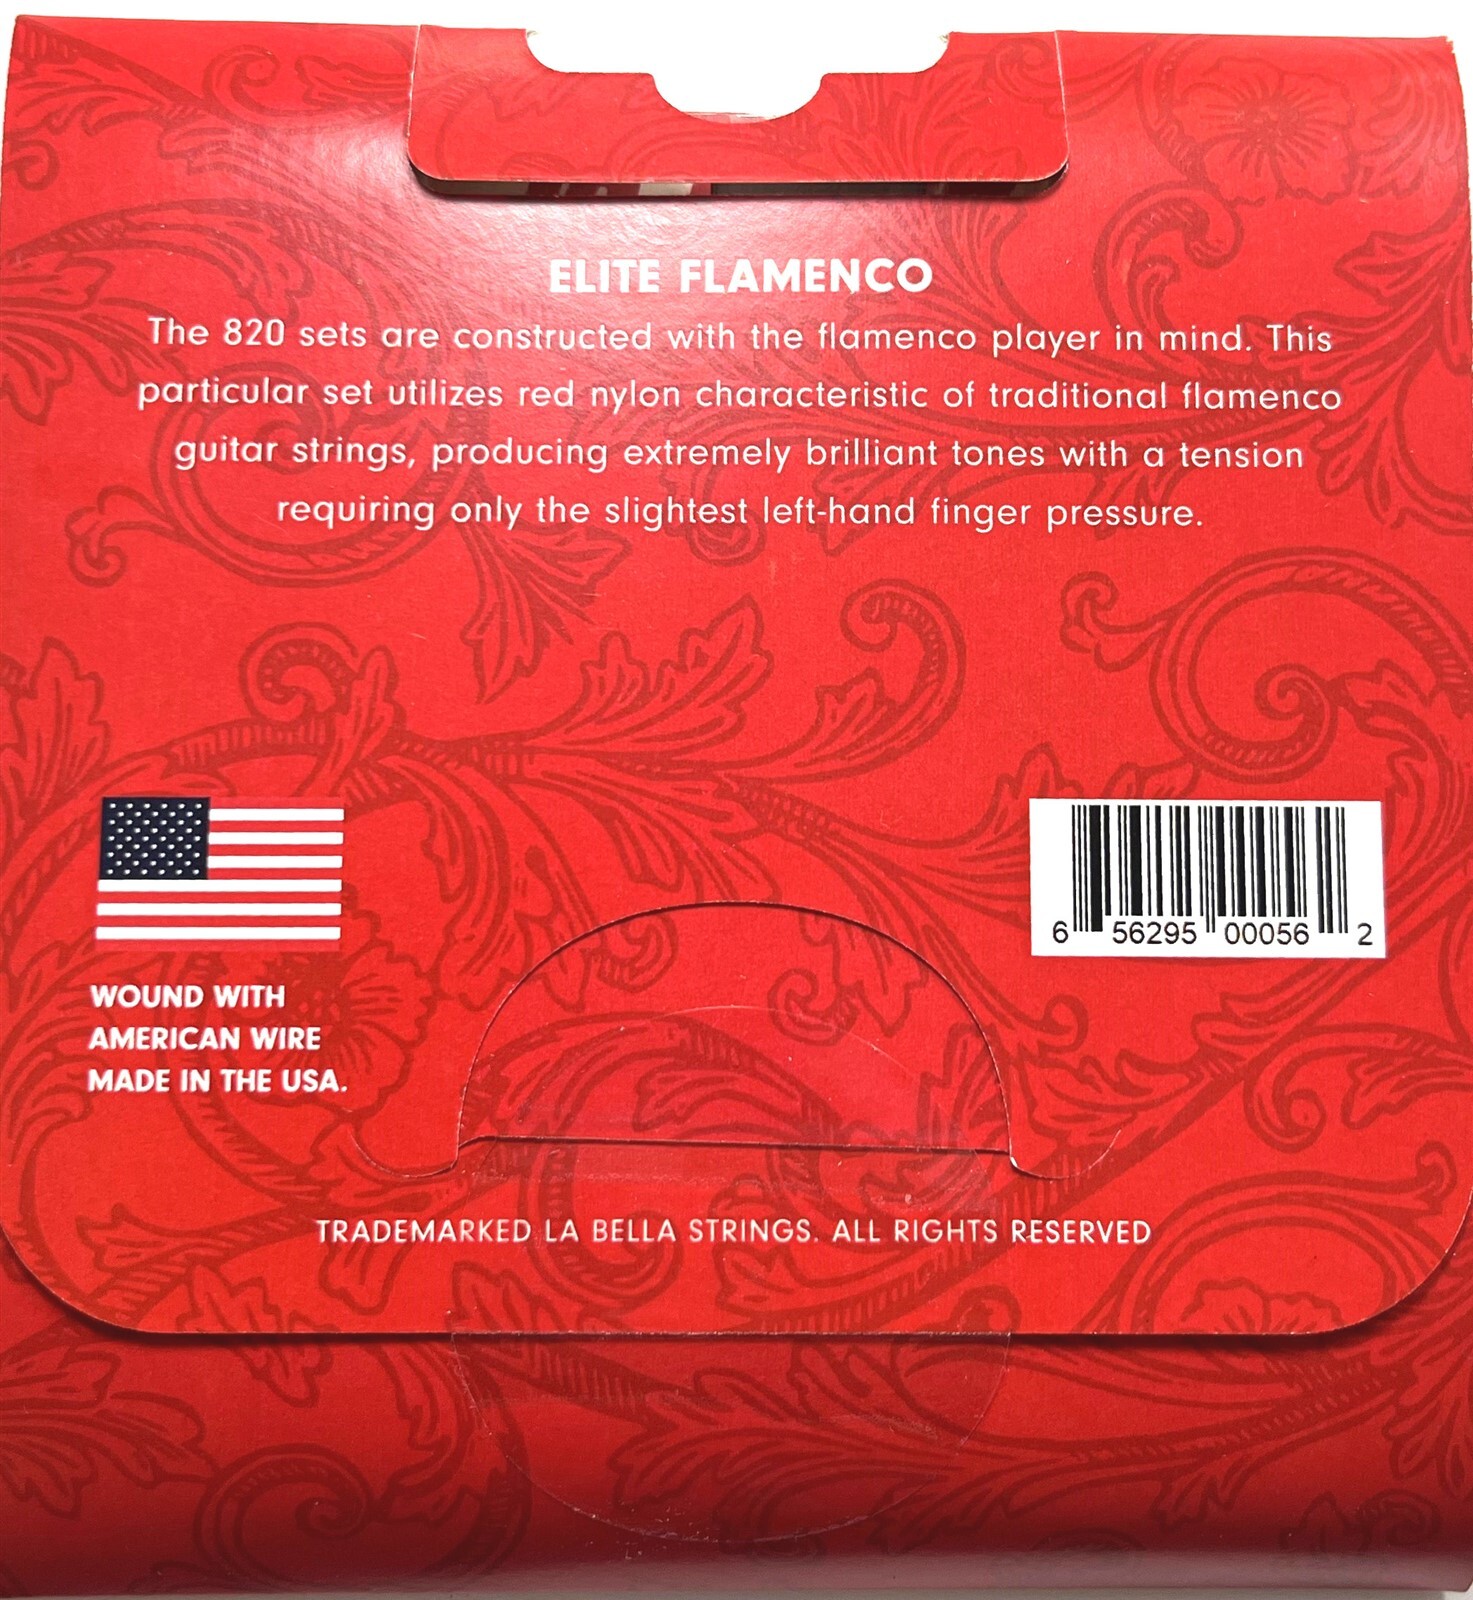 ELITE FLAMENCO
The 820 sets are constructed with the flamenco player in mind. This
particular set utilizes red nylon characteristic of traditional flamenco
guitar strings, producing extremely brilliant tones with a tension
requiring only the slightest left-hand finger pressure.
6 56295 00056 2
WOUND WITH
AMERICAN WIRE
MADE IN THE USA.
TRADEMARKED LA BELLA STRINGS. ALL RIGHTS RESERVED